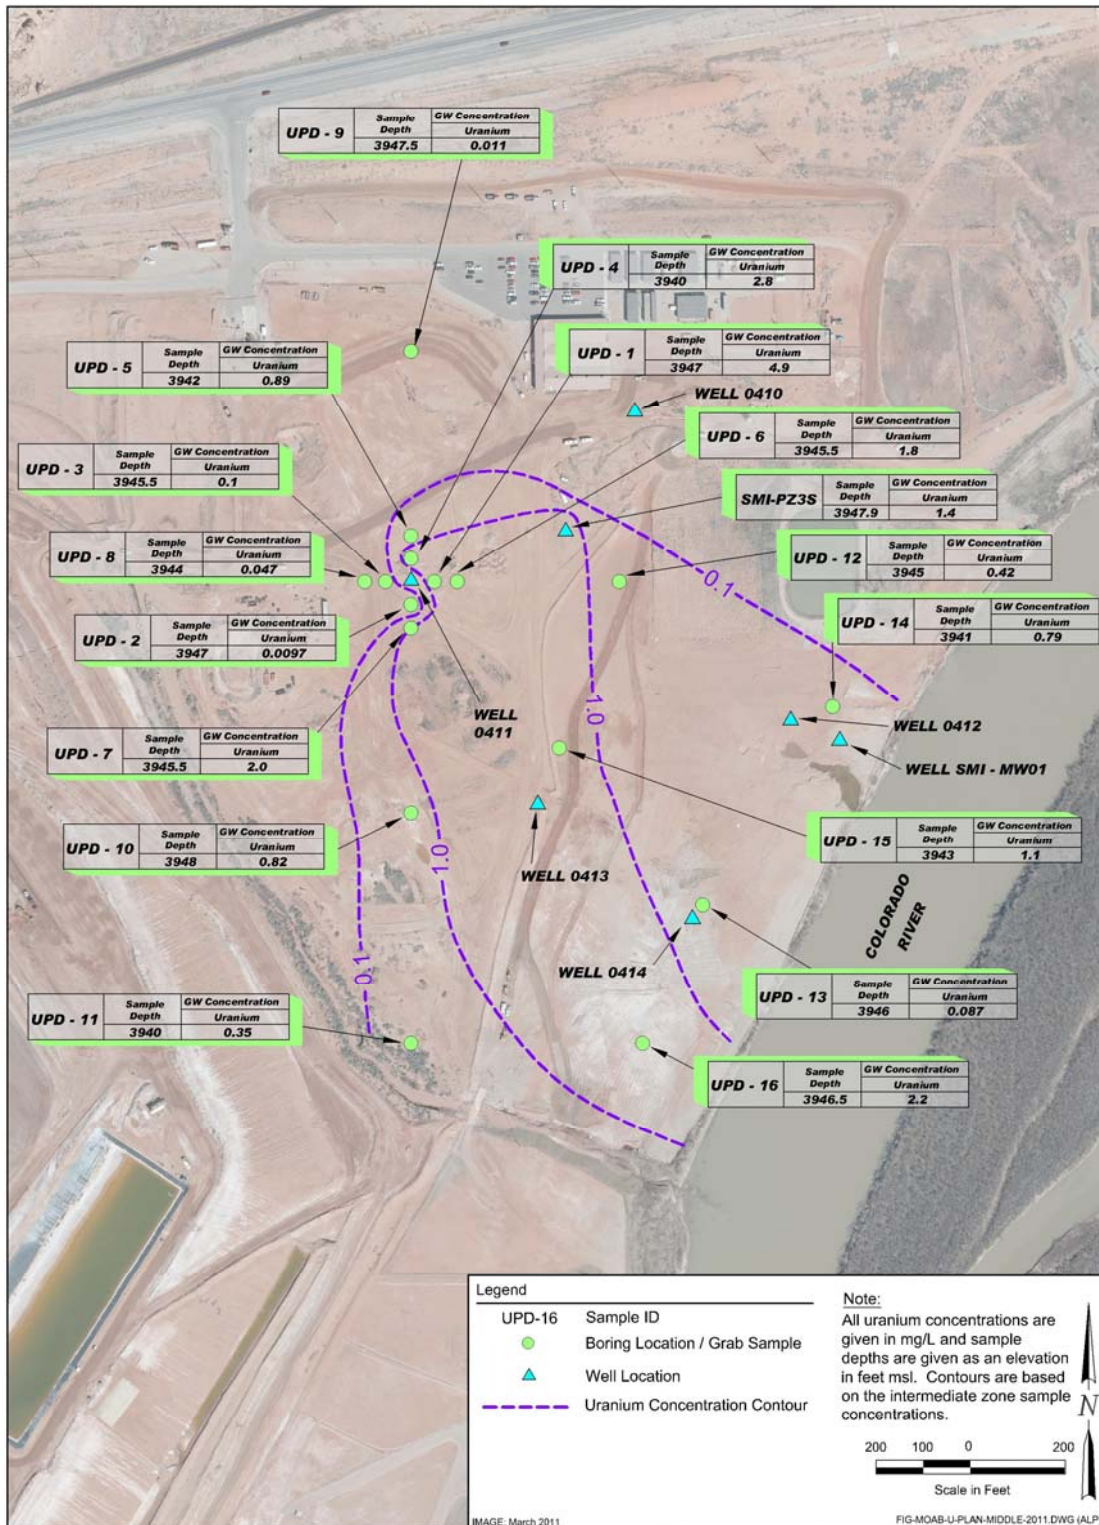 UPD - 9
Sample Depth
GW Concentration
Uranium
3947.5
0.011
UPD - 4
Sample Depth
GW Concentration
Uranium
3940
2.8
UPD - 5
Sample Depth
GW Concentration
Uranium
3942
0.89
UPD - 1
Sample Depth
GW Concentration
Uranium
3947
4.9
WELL 0410
UPD - 6
Sample Depth
GW Concentration
Uranium
3945.5
1.8
UPD - 3
Sample Depth
GW Concentration
Uranium
3945.5
0.1
SMI-PZ3S
Sample Depth
GW Concentration
Uranium
3947.9
1.4
UPD - 8
Sample Depth
GW Concentration
Uranium
3944
0.047
UPD - 12
Sample Depth
GW Concentration
Uranium
3945
0.42
0.1
UPD - 2
Sample Depth
GW Concentration
Uranium
3947
0.0097
UPD - 14
Sample Depth
GW Concentration
Uranium
3941
0.79
WELL
0411
1.0
WELL 0412
UPD - 7
Sample Depth
GW Concentration
Uranium
3945.5
2.0
WELL SMI - MW01
UPD - 10
Sample Depth
GW Concentration
Uranium
3948
0.82
1.0
UPD - 15
Sample Depth
GW Concentration
Uranium
3943
1.1
WELL 0413
COLORADO
RIVER
0.1
WELL 0414
UPD - 13
Sample Depth
GW Concentration
Uranium
3946
0.087
UPD - 11
Sample Depth
GW Concentration
Uranium
3940
0.35
UPD - 16
Sample Depth
GW Concentration
Uranium
3946.5
2.2
Legend
UPD-16 Sample ID
Boring Location / Grab Sample
Well Location
Uranium Concentration Contour
Note:
All uranium concentrations are
given in mg/L and sample
depths are given as an elevation
in feet msl. Contours are based
on the intermediate zone sample
concentrations.
N
200 100 0 200
Scale in Feet
IMAGE: March 2011
FIG-MOAB-U-PLAN-MIDDLE-2011.DWG (ALP